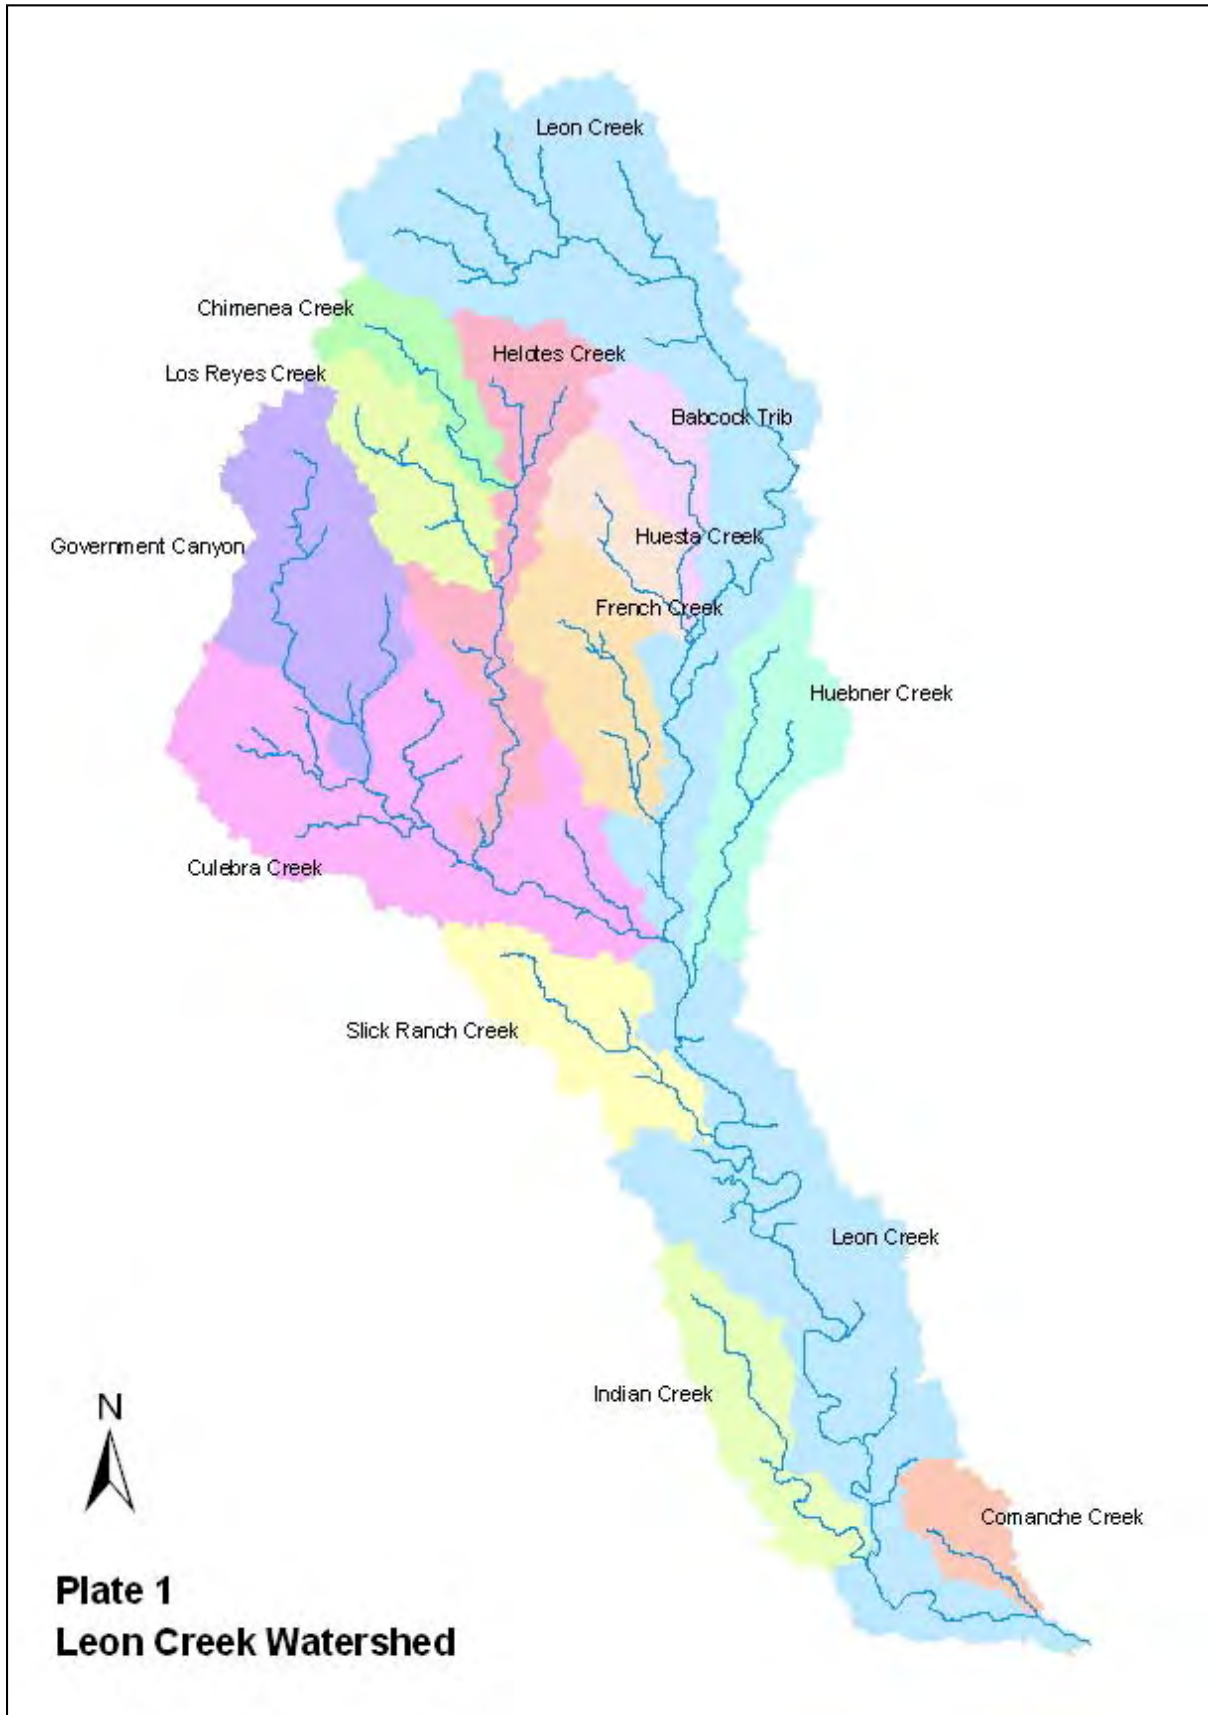 Leon Creek
Chimenea Creek
Helotes Creek
Los Reyes Creek
Babcock Trib
Huesta Creek
Government Canyon
French Creek
Huebner Creek
Culebra Creek
Slick Ranch Creek
Leon Creek
Indian Creek
N
Comanche Creek
Plate 1
Leon Creek Watershed